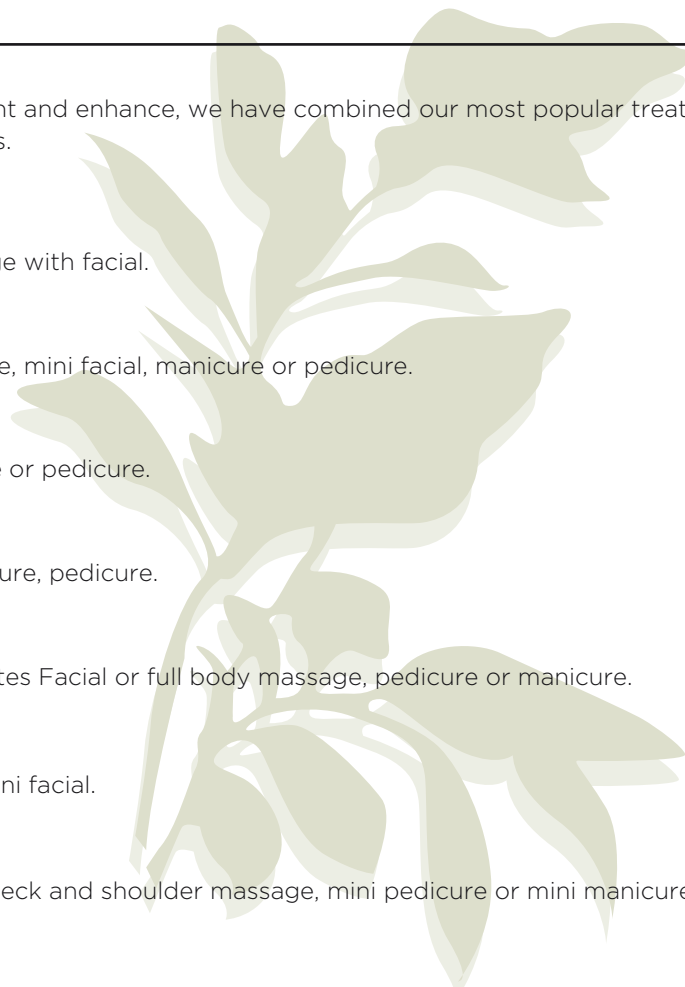 nt and enhance, we have combined our most popular treat
s.
ge with facial.
e, mini facial, manicure or pedicure.
e or pedicure.
ure, pedicure.
tes Facial or full body massage, pedicure or manicure.
ni facial.
eck and shoulder massage, mini pedicure or mini manicure